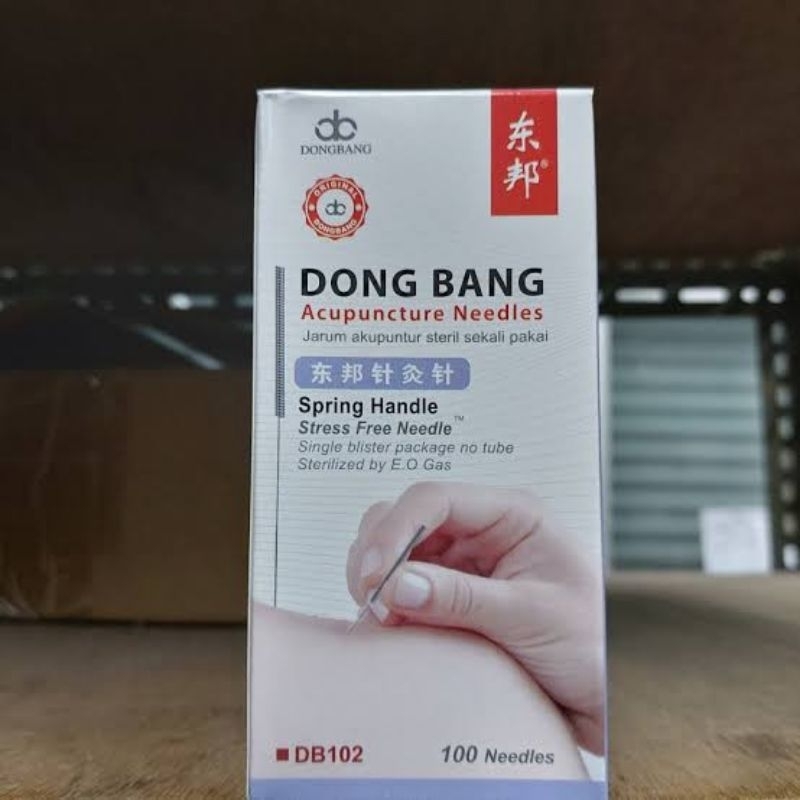 DONGBANG
东邦®
ORIGINAL
DONGBANG
DONG BANG
Acupuncture Needles
Jarum akupuntur steril sekali pakai
东邦针灸针
Spring Handle
Stress Free Needle™
Single blister package no tube
Sterilized by E.O Gas
DB102
100 Needles